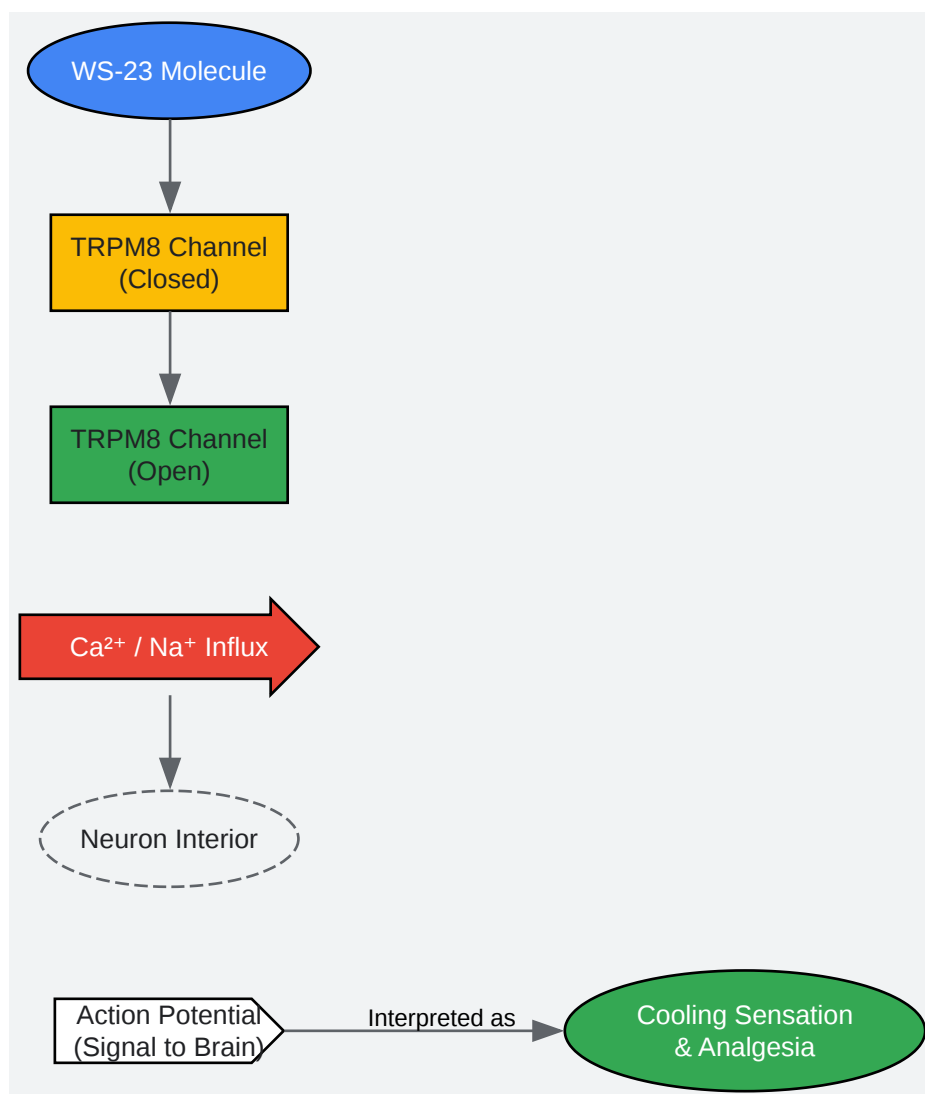 WS-23 Molecule
TRPM8 Channel
(Closed)
TRPM8 Channel
(Open)
Ca²⁺ / Na⁺ Influx
Neuron Interior
Action Potential
(Signal to Brain)
Interpreted as
Cooling Sensation
& Analgesia